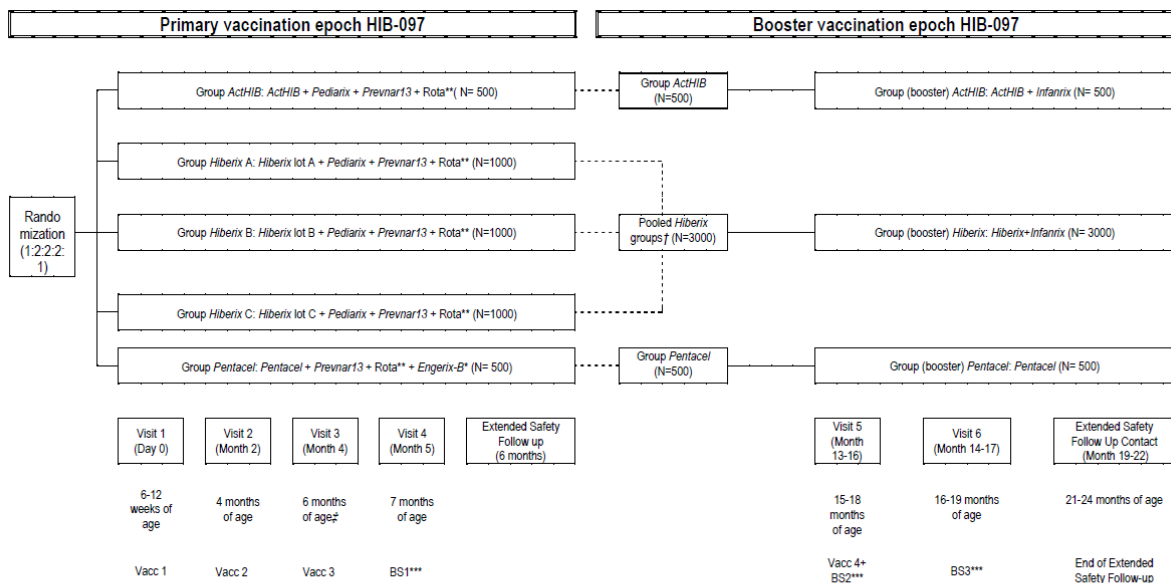 Primary vaccination epoch HIB-097
Booster vaccination epoch HIB-097
Group ActHIB: ActHIB + Pediarix + Prevnar13 + Rota**( N= 500)
Group ActHIB
(N=500)
Group (booster) ActHIB: ActHIB + Infanrix (N= 500)
Group Hiberix A: Hiberix lot A + Pediarix + Prevnar13 + Rota** (N=1000)
Rando
mization
(1:2:2:2:
1)
Group Hiberix B: Hiberix lot B + Pediarix + Prevnar13 + Rota** (N=1000)
Pooled Hiberix
groups† (N=3000)
Group (booster) Hiberix: Hiberix+Infanrix (N= 3000)
Group Hiberix C: Hiberix lot C + Pediarix + Prevnar13 + Rota** (N=1000)
Group Pentacel: Pentacel + Prevnar13 + Rota** + Engerix-B* (N= 500)
Group Pentacel
(N=500)
Group (booster) Pentacel: Pentacel (N= 500)
Visit 1
(Day 0)
Visit 2
(Month 2)
Visit 3
(Month 4)
Visit 4
(Month 5)
Extended Safety
Follow up
(6 months)
Visit 5
(Month
13-16)
Visit 6
(Month 14-17)
Extended Safety
Follow Up Contact
(Month 19-22)
6-12
weeks of
age
4 months
of age
6 months
of age‡
7 months
of age
15-18
months
of age
16-19 months
of age
21-24 months of age
Vacc 1
Vacc 2
Vacc 3
BS1***
Vacc 4+
BS2***
BS3***
End of Extended
Safety Follow-up